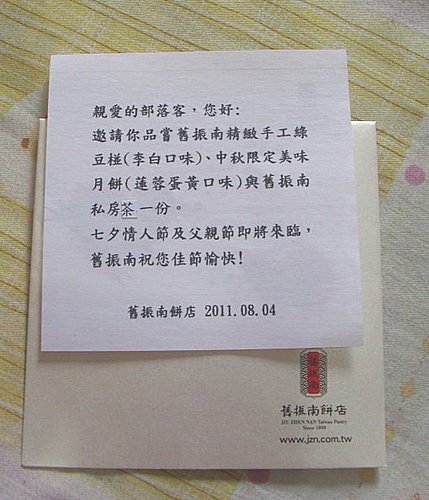 親愛的部落客，您好:
邀請你品嘗舊振南精緻手工綠
豆椪(李白口味)、中秋限定美味
月餅(蓮蓉蛋黃口味)與舊振南
私房茶一份。
七夕情人節及父親節即將來臨，
舊振南祝您佳節愉快!
舊振南餅店 2011.08.04
舊振南
舊振南餅店
JIU ZHEN NAN Taiwan Pastry
Since 1890
www.jzn.com.tw